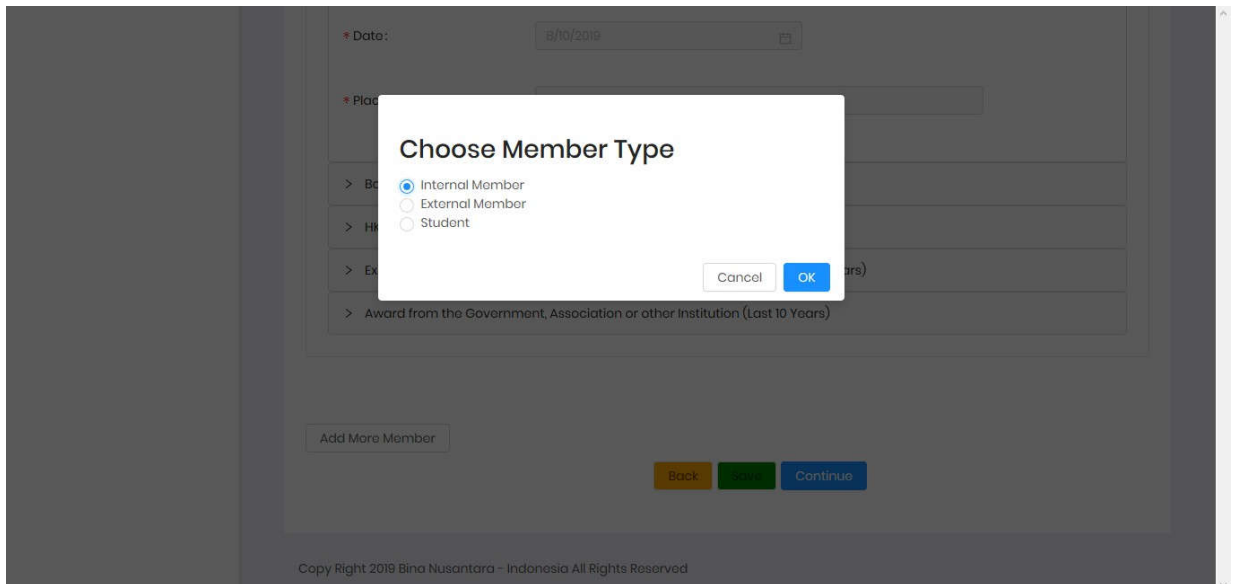 * Date:
8/10/2019
* Plac
Choose Member Type
Internal Member
External Member
Student
Cancel
OK
> Bo
> HK
> Ex
ars)
> Award from the Government, Association or other Institution (Last 10 Years)
Add More Member
Back
Save
Continue
Copy Right 2019 Bina Nusantara - Indonesia All Rights Reserved